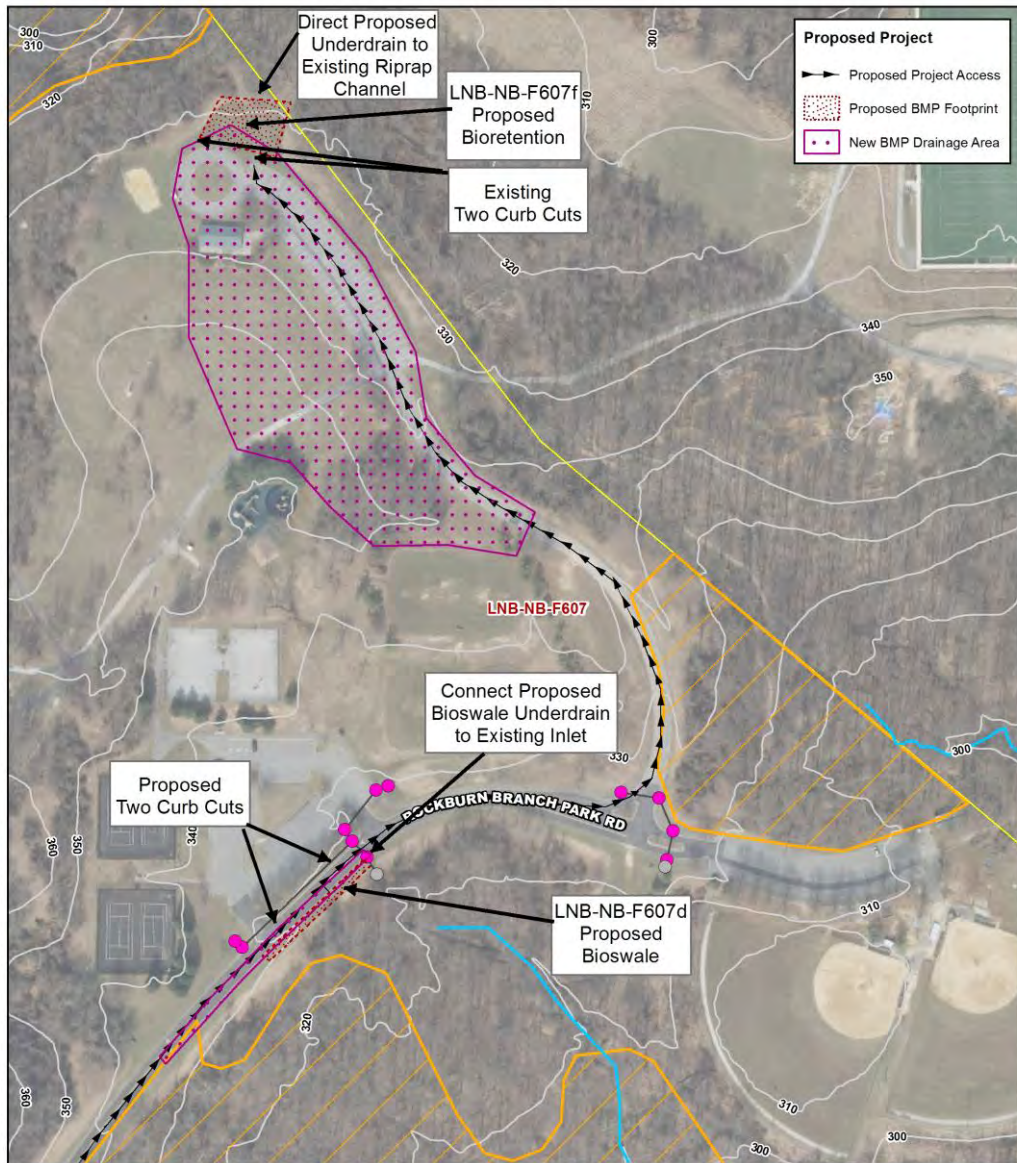 Direct Proposed
Underdrain to
Existing Riprap
Channel
LNB-NB-F607f
Proposed
Bioretention
Existing
Two Curb Cuts
Proposed Project
Proposed Project Access
Proposed BMP Footprint
New BMP Drainage Area
300
310
320
300
310
320
330
340
350
LNB-NB-F607
Connect Proposed
Bioswale Underdrain
to Existing Inlet
Proposed
Two Curb Cuts
330
300
ROCKBURN BRANCH PARK RD
340
350
360
LNB-NB-F607d
Proposed
Bioswale
310
320
310
360
350
300
300